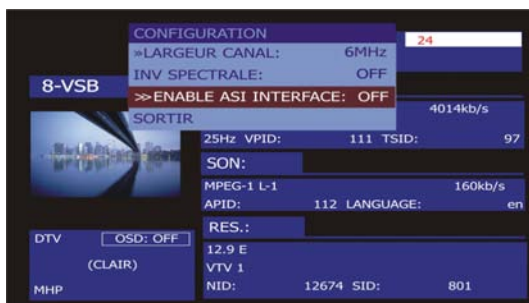 CONFIGURATION
24
»LARGEUR CANAL: 6MHz
INV SPECTRALE: OFF
8-VSB
>>ENABLE ASI INTERFACE: OFF
4014kb/s
SORTIR
25Hz VPID: 111 TSID: 97
SON:
MPEG-1 L-1 160kb/s
APID: 112 LANGUAGE: en
RES.:
DTV OSD: OFF
12.9 E
(CLAIR)
VTV 1
MHP
NID: 12674 SID: 801